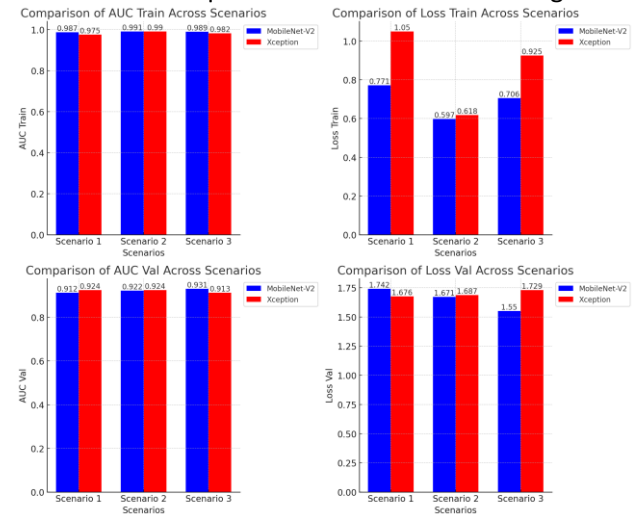 Comparison of AUC Train Across Scenarios
1.0
0.8
0.6
0.4
0.2
0.0
AUC Train
0.987
0.975
0.991
0.99
0.989
0.982
Scenario 1
Scenario 2
Scenario 3
Scenarios
MobileNet-V2
Xception
Comparison of Loss Train Across Scenarios
1.0
0.8
0.6
0.4
0.2
0.0
Loss Train
0.771
1.05
0.597
0.618
0.706
0.925
Scenario 1
Scenario 2
Scenario 3
Scenarios
MobileNet-V2
Xception
Comparison of AUC Val Across Scenarios
0.8
0.6
0.4
0.2
0.0
AUC Val
0.912
0.924
0.922
0.924
0.931
0.913
Scenario 1
Scenario 2
Scenario 3
Scenarios
MobileNet-V2
Xception
Comparison of Loss Val Across Scenarios
1.75
1.50
1.25
1.00
0.75
0.50
0.25
0.00
Loss Val
1.742
1.676
1.671
1.687
1.55
1.729
Scenario 1
Scenario 2
Scenario 3
Scenarios
MobileNet-V2
Xception